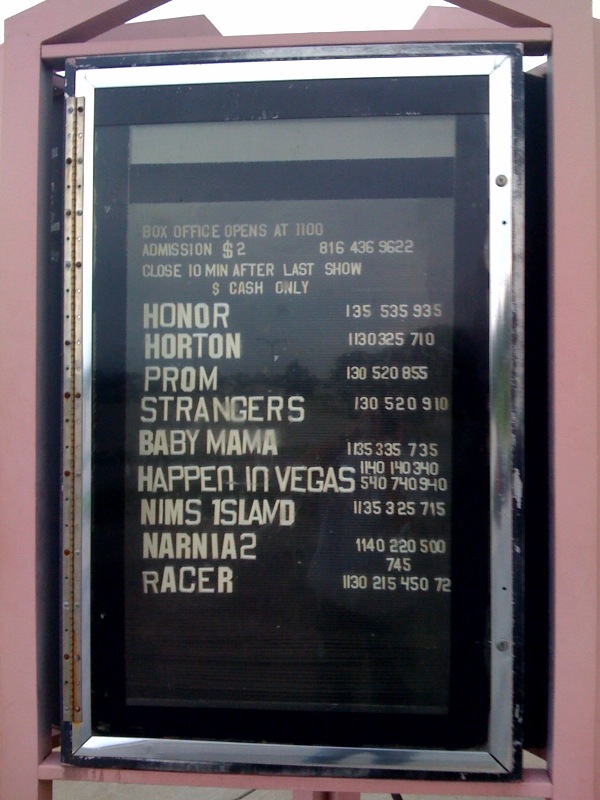 BOX OFFICE OPENS AT 1100
ADMISSION $2 816 436 9622
CLOSE 10 MIN AFTER LAST SHOW
$ CASH ONLY
HONOR 135 535 935
HORTON 1130 325 710
PROM 130 520 855
STRANGERS 130 520 910
BABY MAMA 1135 335 735
1140 140 340
HAPPEN IN VEGAS 540 740 940
NIMS ISLAND 1135 325 715
NARNIA2 1140 220 500
745
RACER 1130 215 450 72